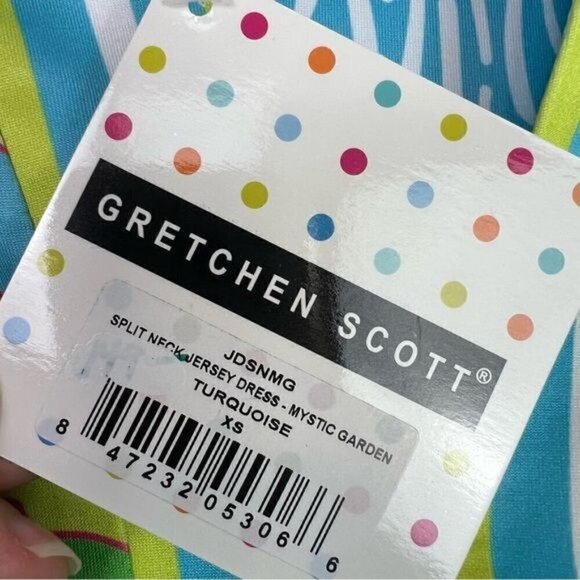 GRETCHEN SCOTT®
JDSNMG
SPLIT NECK JERSEY DRESS - MYSTIC GARDEN
TURQUOISE
XS
8 47232 05306 6